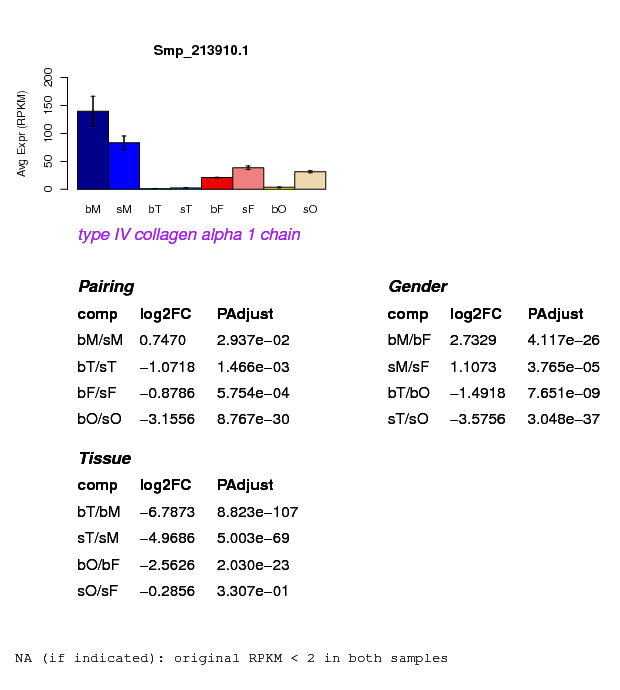 Smp_213910.1
Avg Expr (RPKM)
200
150
100
50
0
bM sM bT sT bF sF bO sO
type IV collagen alpha 1 chain
Pairing
comp log2FC PAdjust
bM/sM 0.7470 2.937e−02
bT/sT −1.0718 1.466e−03
bF/sF −0.8786 5.754e−04
bO/sO −3.1556 8.767e−30
Gender
comp log2FC PAdjust
bM/bF 2.7329 4.117e−26
sM/sF 1.1073 3.765e−05
bT/bO −1.4918 7.651e−09
sT/sO −3.5756 3.048e−37
Tissue
comp log2FC PAdjust
bT/bM −6.7873 8.823e−107
sT/sM −4.9686 5.003e−69
bO/bF −2.5626 2.030e−23
sO/sF −0.2856 3.307e−01
NA (if indicated): original RPKM < 2 in both samples